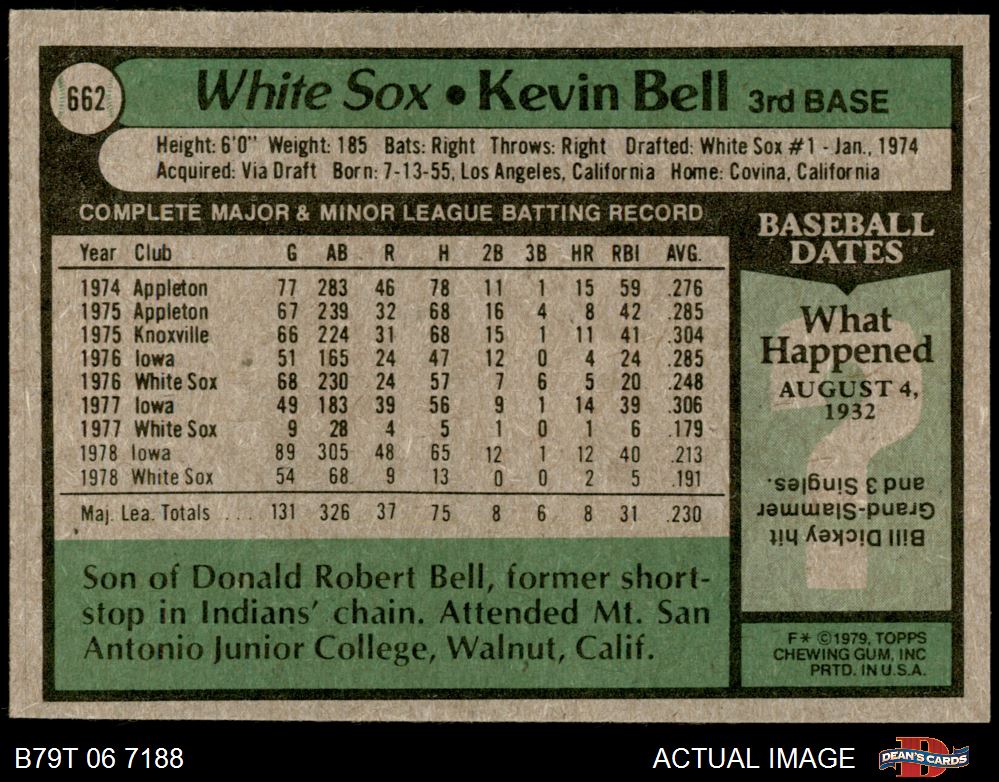 662
White Sox • Kevin Bell 3rd BASE
Height: 6'0" Weight: 185 Bats: Right Throws: Right Drafted: White Sox #1 - Jan., 1974
Acquired: Via Draft Born: 7-13-55, Los Angeles, California Home: Covina, California
COMPLETE MAJOR & MINOR LEAGUE BATTING RECORD
Year Club G AB R H 2B 3B HR RBI AVG.
1974 Appleton 77 283 46 78 11 1 15 59 .276
1975 Appleton 67 239 32 68 16 4 8 42 .285
1975 Knoxville 66 224 31 68 15 1 11 41 .304
1976 Iowa 51 165 24 47 12 0 4 24 .285
1976 White Sox 68 230 24 57 7 6 5 20 .248
1977 Iowa 49 183 39 56 9 1 14 39 .306
1977 White Sox 9 28 4 5 1 0 1 6 .179
1978 Iowa 89 305 48 65 12 1 12 40 .213
1978 White Sox 54 68 9 13 0 0 2 5 .191
Maj. Lea. Totals .... 131 326 37 75 8 6 8 31 .230
Son of Donald Robert Bell, former short-
stop in Indians' chain. Attended Mt. San
Antonio Junior College, Walnut, Calif.
BASEBALL
DATES
What
Happened
AUGUST 4,
1932
?
Bill Dickey hit
Grand-Slammer
and 3 Singles.
F* ©1979, TOPPS
CHEWING GUM, INC
PRTD. IN U.S.A.
B79T 06 7188
ACTUAL IMAGE
DEAN'S CARDS